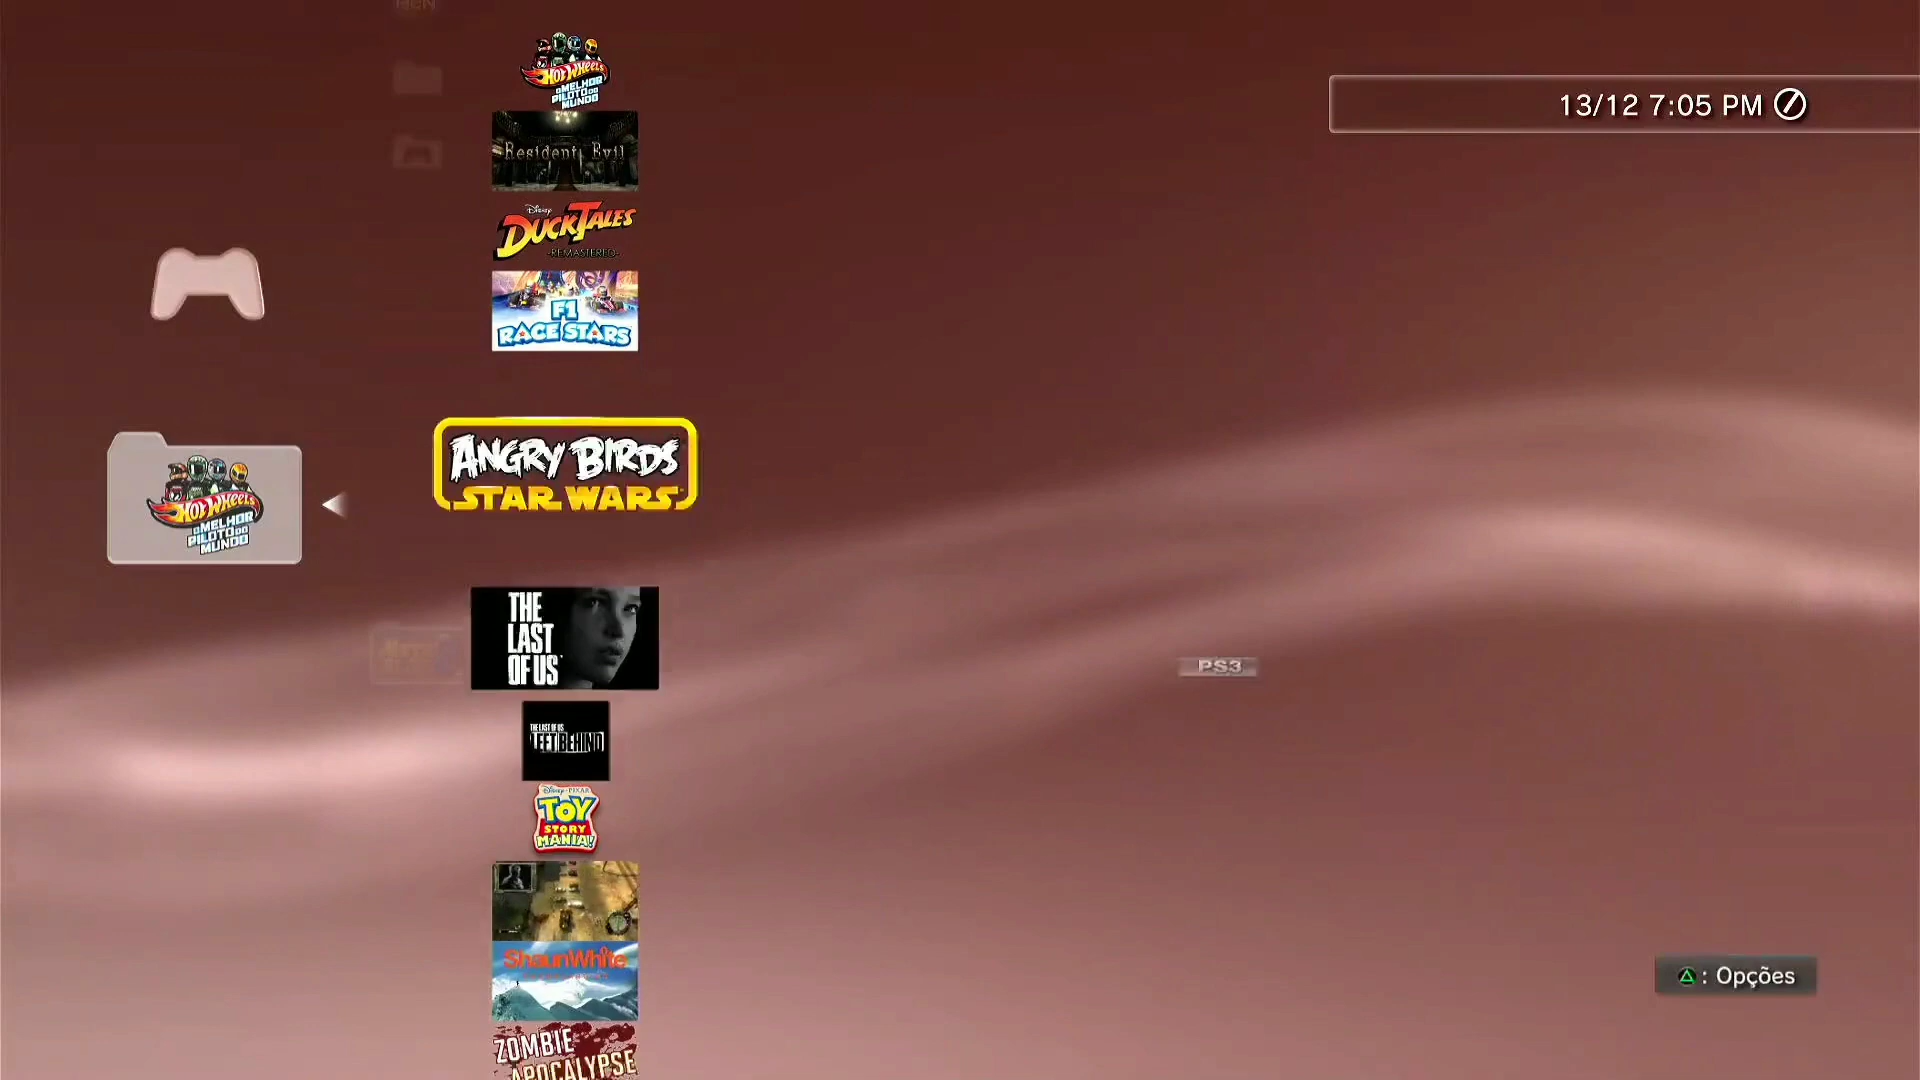 13/12 7:05 PM
HOT WHEELS
O MELHOR
PILOTO DO
MUNDO
Resident Evil
Disney
DUCKTALES
-REMASTERED-
F1
RACE STARS
ANGRY BIRDS
STAR WARS
HOT WHEELS
O MELHOR
PILOTO DO
MUNDO
THE
LAST
OF US
PS3
THE LAST OF US
LEFT BEHIND
Disney·PIXAR
TOY
STORY
MANIA!
ShaunWhite
: Opções
ZOMBIE
APOCALYPSE